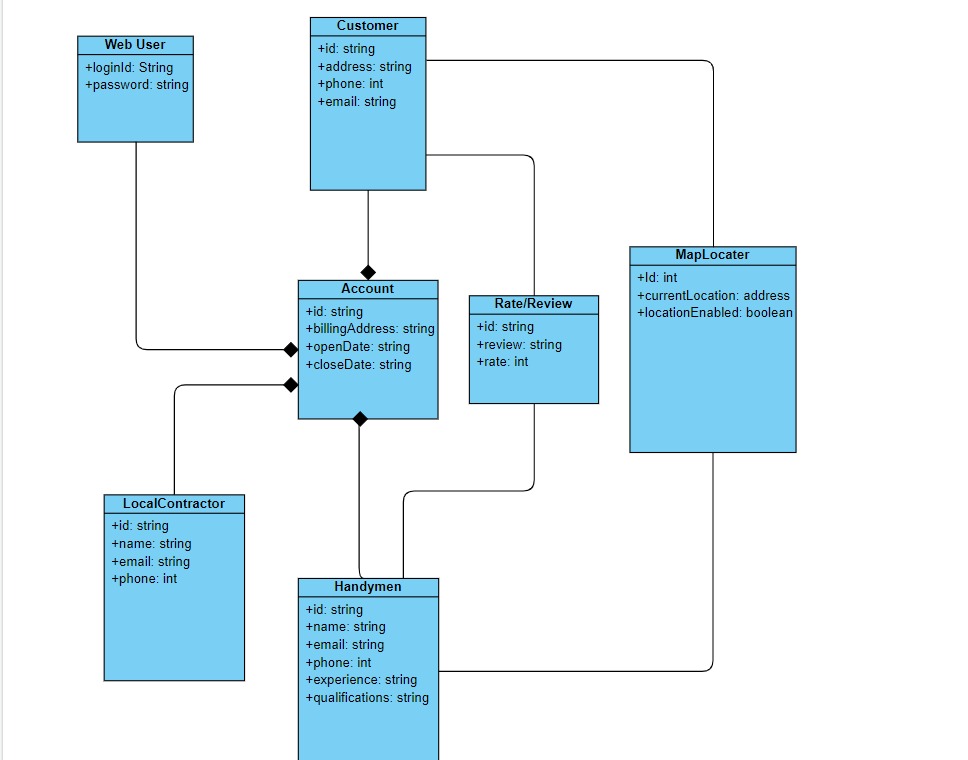 Web User
+loginId: String
+password: string
Customer
+id: string
+address: string
+phone: int
+email: string
Account
+id: string
+billingAddress: string
+openDate: string
+closeDate: string
Rate/Review
+id: string
+review: string
+rate: int
MapLocater
+Id: int
+currentLocation: address
+locationEnabled: boolean
LocalContractor
+id: string
+name: string
+email: string
+phone: int
Handymen
+id: string
+name: string
+email: string
+phone: int
+experience: string
+qualifications: string